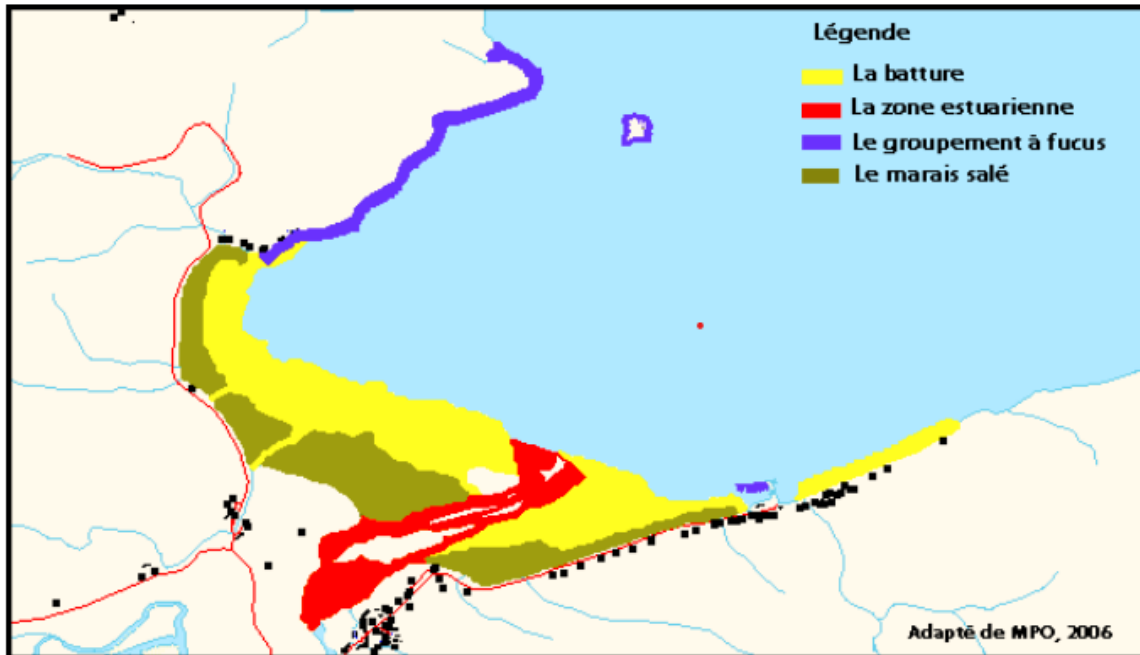 Légende
La batture
La zone estuarienne
Le groupement à fucus
Le marais salé
Adapté de MPO, 2006